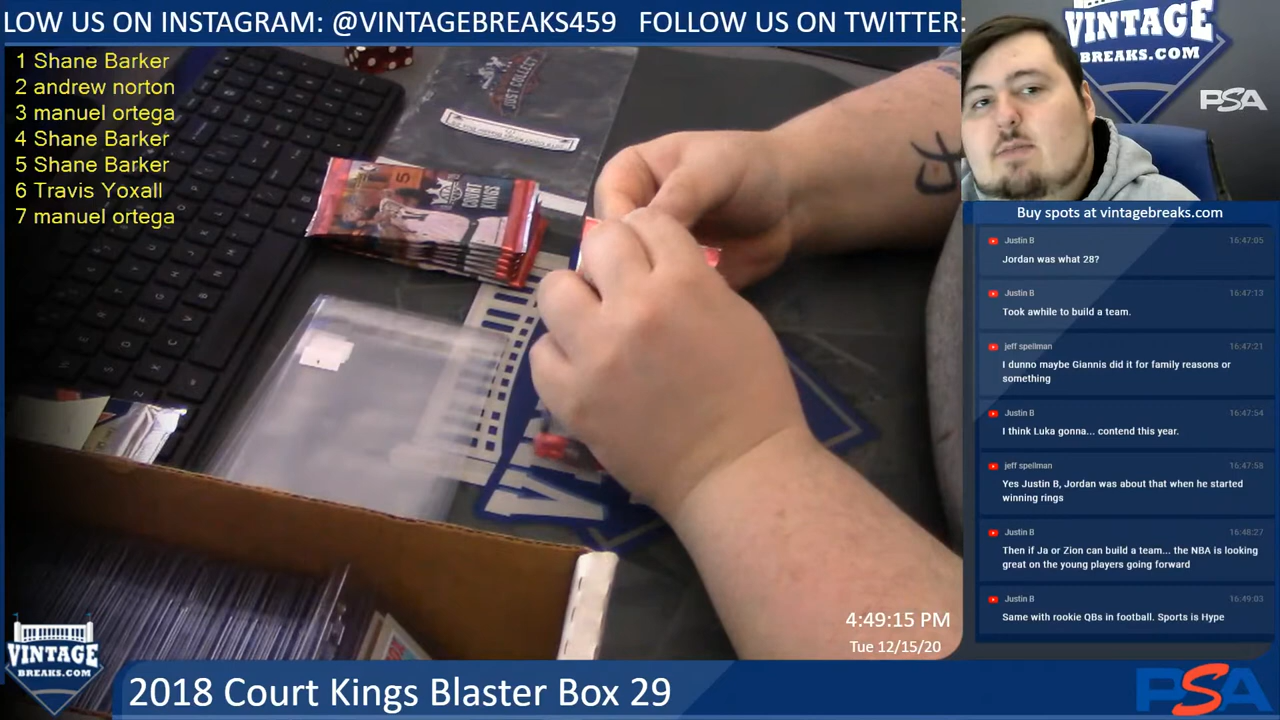 LOW US ON INSTAGRAM: @VINTAGEBREAKS459 FOLLOW US ON TWITTER:
1 Shane Barker
2 andrew norton
3 manuel ortega
4 Shane Barker
5 Shane Barker
6 Travis Yoxall
7 manuel ortega
JUST COLLECT
5
COURT
KINGS
VINTAGE
BREAKS.COM
PSA
Buy spots at vintagebreaks.com
Justin B 16:47:05
Jordan was what 28?
Justin B 16:47:13
Took awhile to build a team.
jeff spellman 16:47:21
I dunno maybe Giannis did it for family reasons or
something
Justin B 16:47:54
I think Luka gonna... contend this year.
jeff spellman 16:47:58
Yes Justin B, Jordan was about that when he started
winning rings
Justin B 16:48:27
Then if Ja or Zion can build a team... the NBA is looking
great on the young players going forward
Justin B 16:49:03
Same with rookie QBs in football. Sports is Hype
4:49:15 PM
Tue 12/15/20
VINTAGE
BREAKS.COM
2018 Court Kings Blaster Box 29
PSA